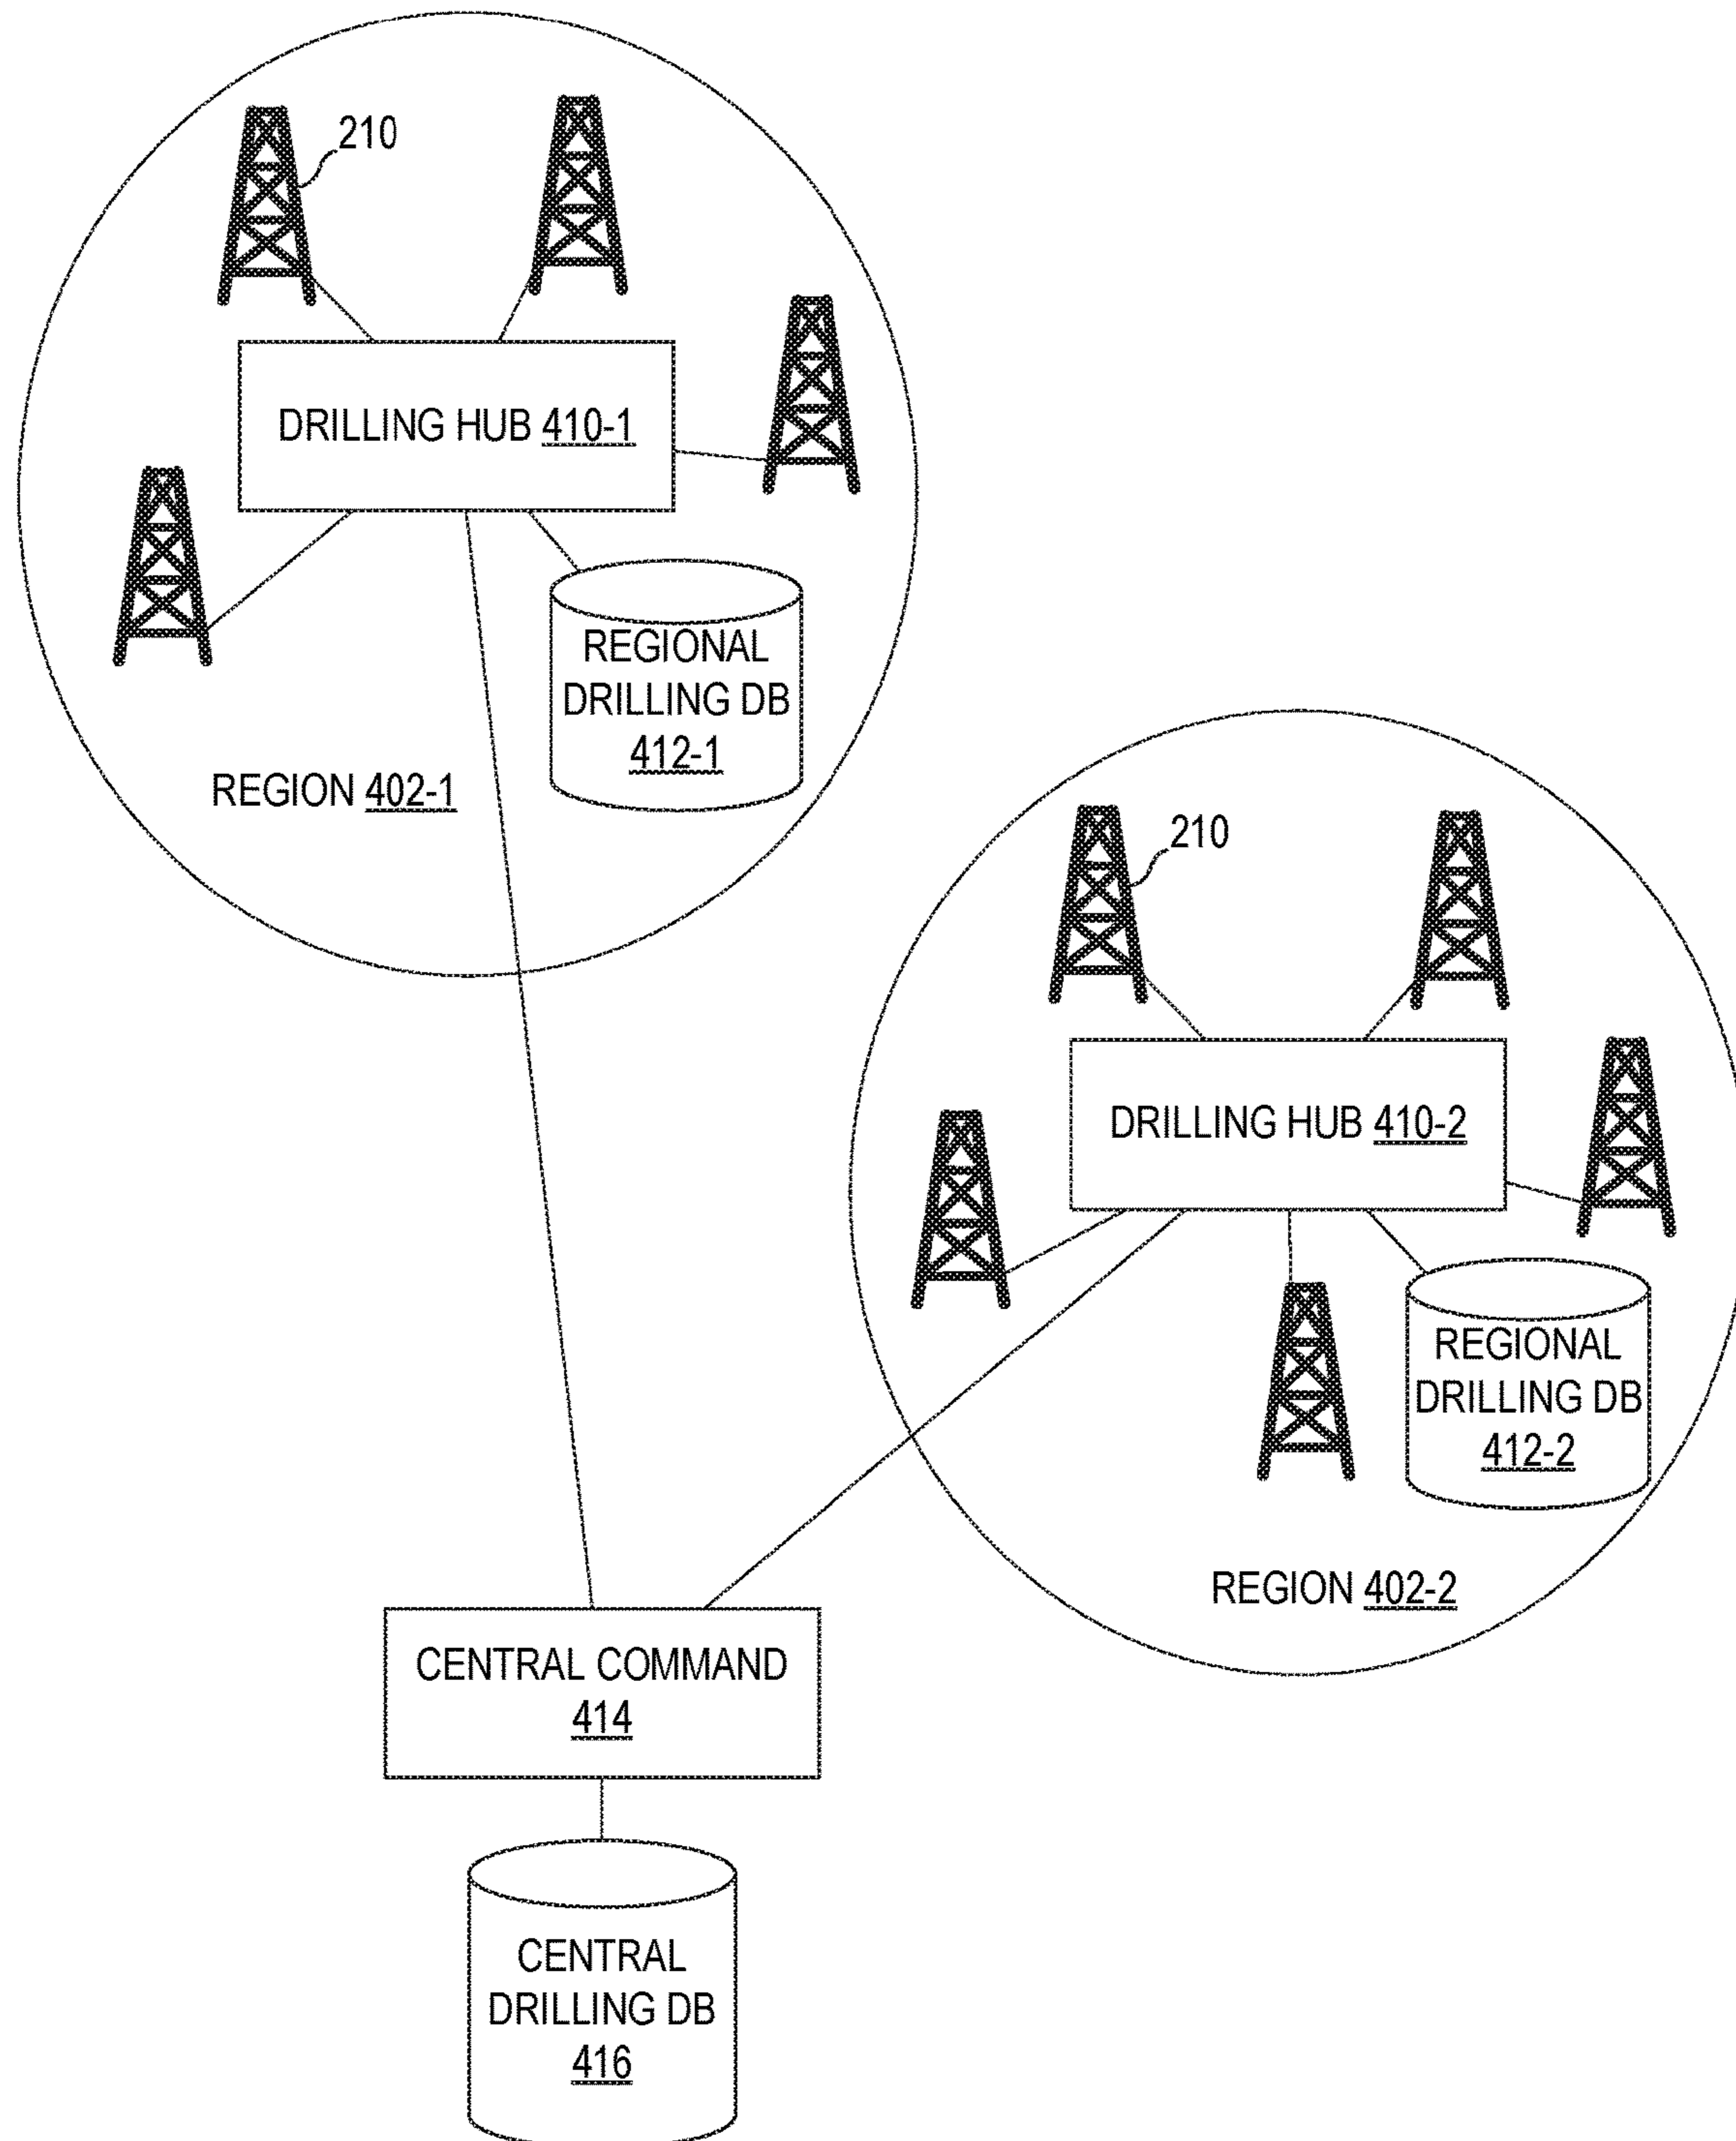 210
DRILLING HUB 410-1
REGIONAL
DRILLING DB
412-1
REGION 402-1
210
DRILLING HUB 410-2
REGIONAL
DRILLING DB
412-2
REGION 402-2
CENTRAL COMMAND
414
CENTRAL
DRILLING DB
416